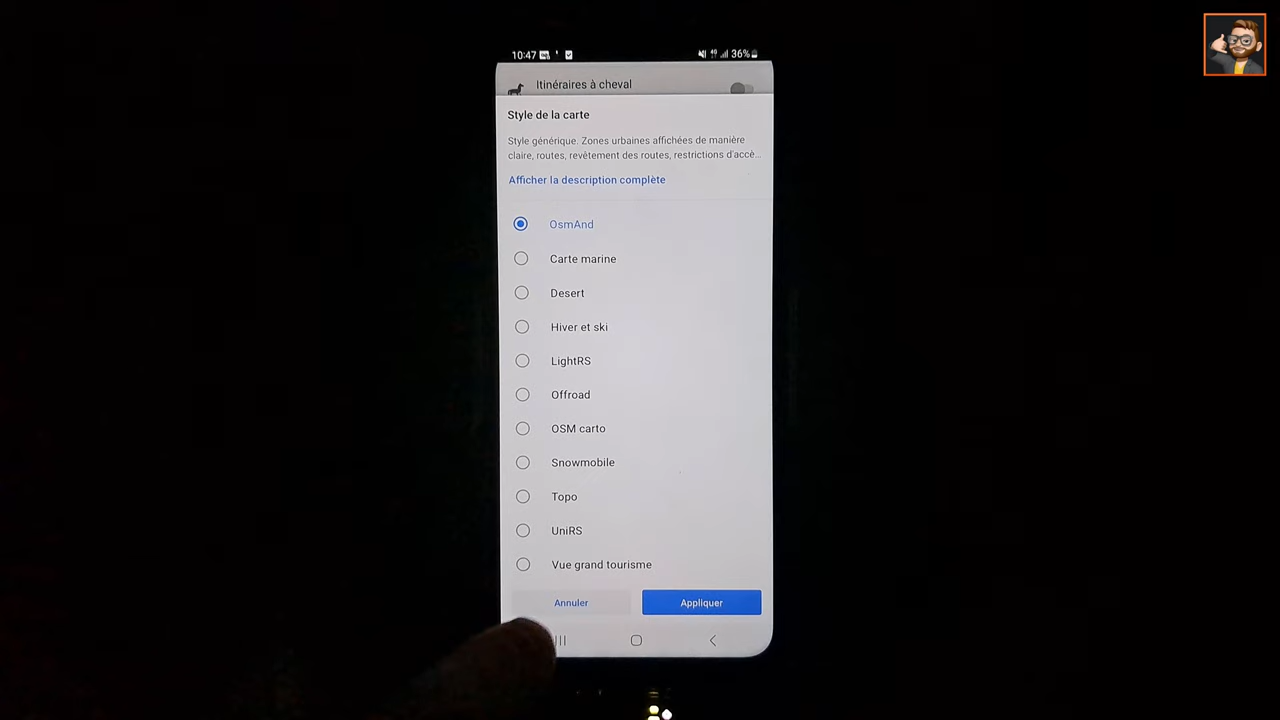 10:47
4G
36%
Itinéraires à cheval
Style de la carte
Style générique. Zones urbaines affichées de manière
claire, routes, revêtement des routes, restrictions d'accè...
Afficher la description complète
OsmAnd
Carte marine
Desert
Hiver et ski
LightRS
Offroad
OSM carto
Snowmobile
Topo
UniRS
Vue grand tourisme
Annuler
Appliquer